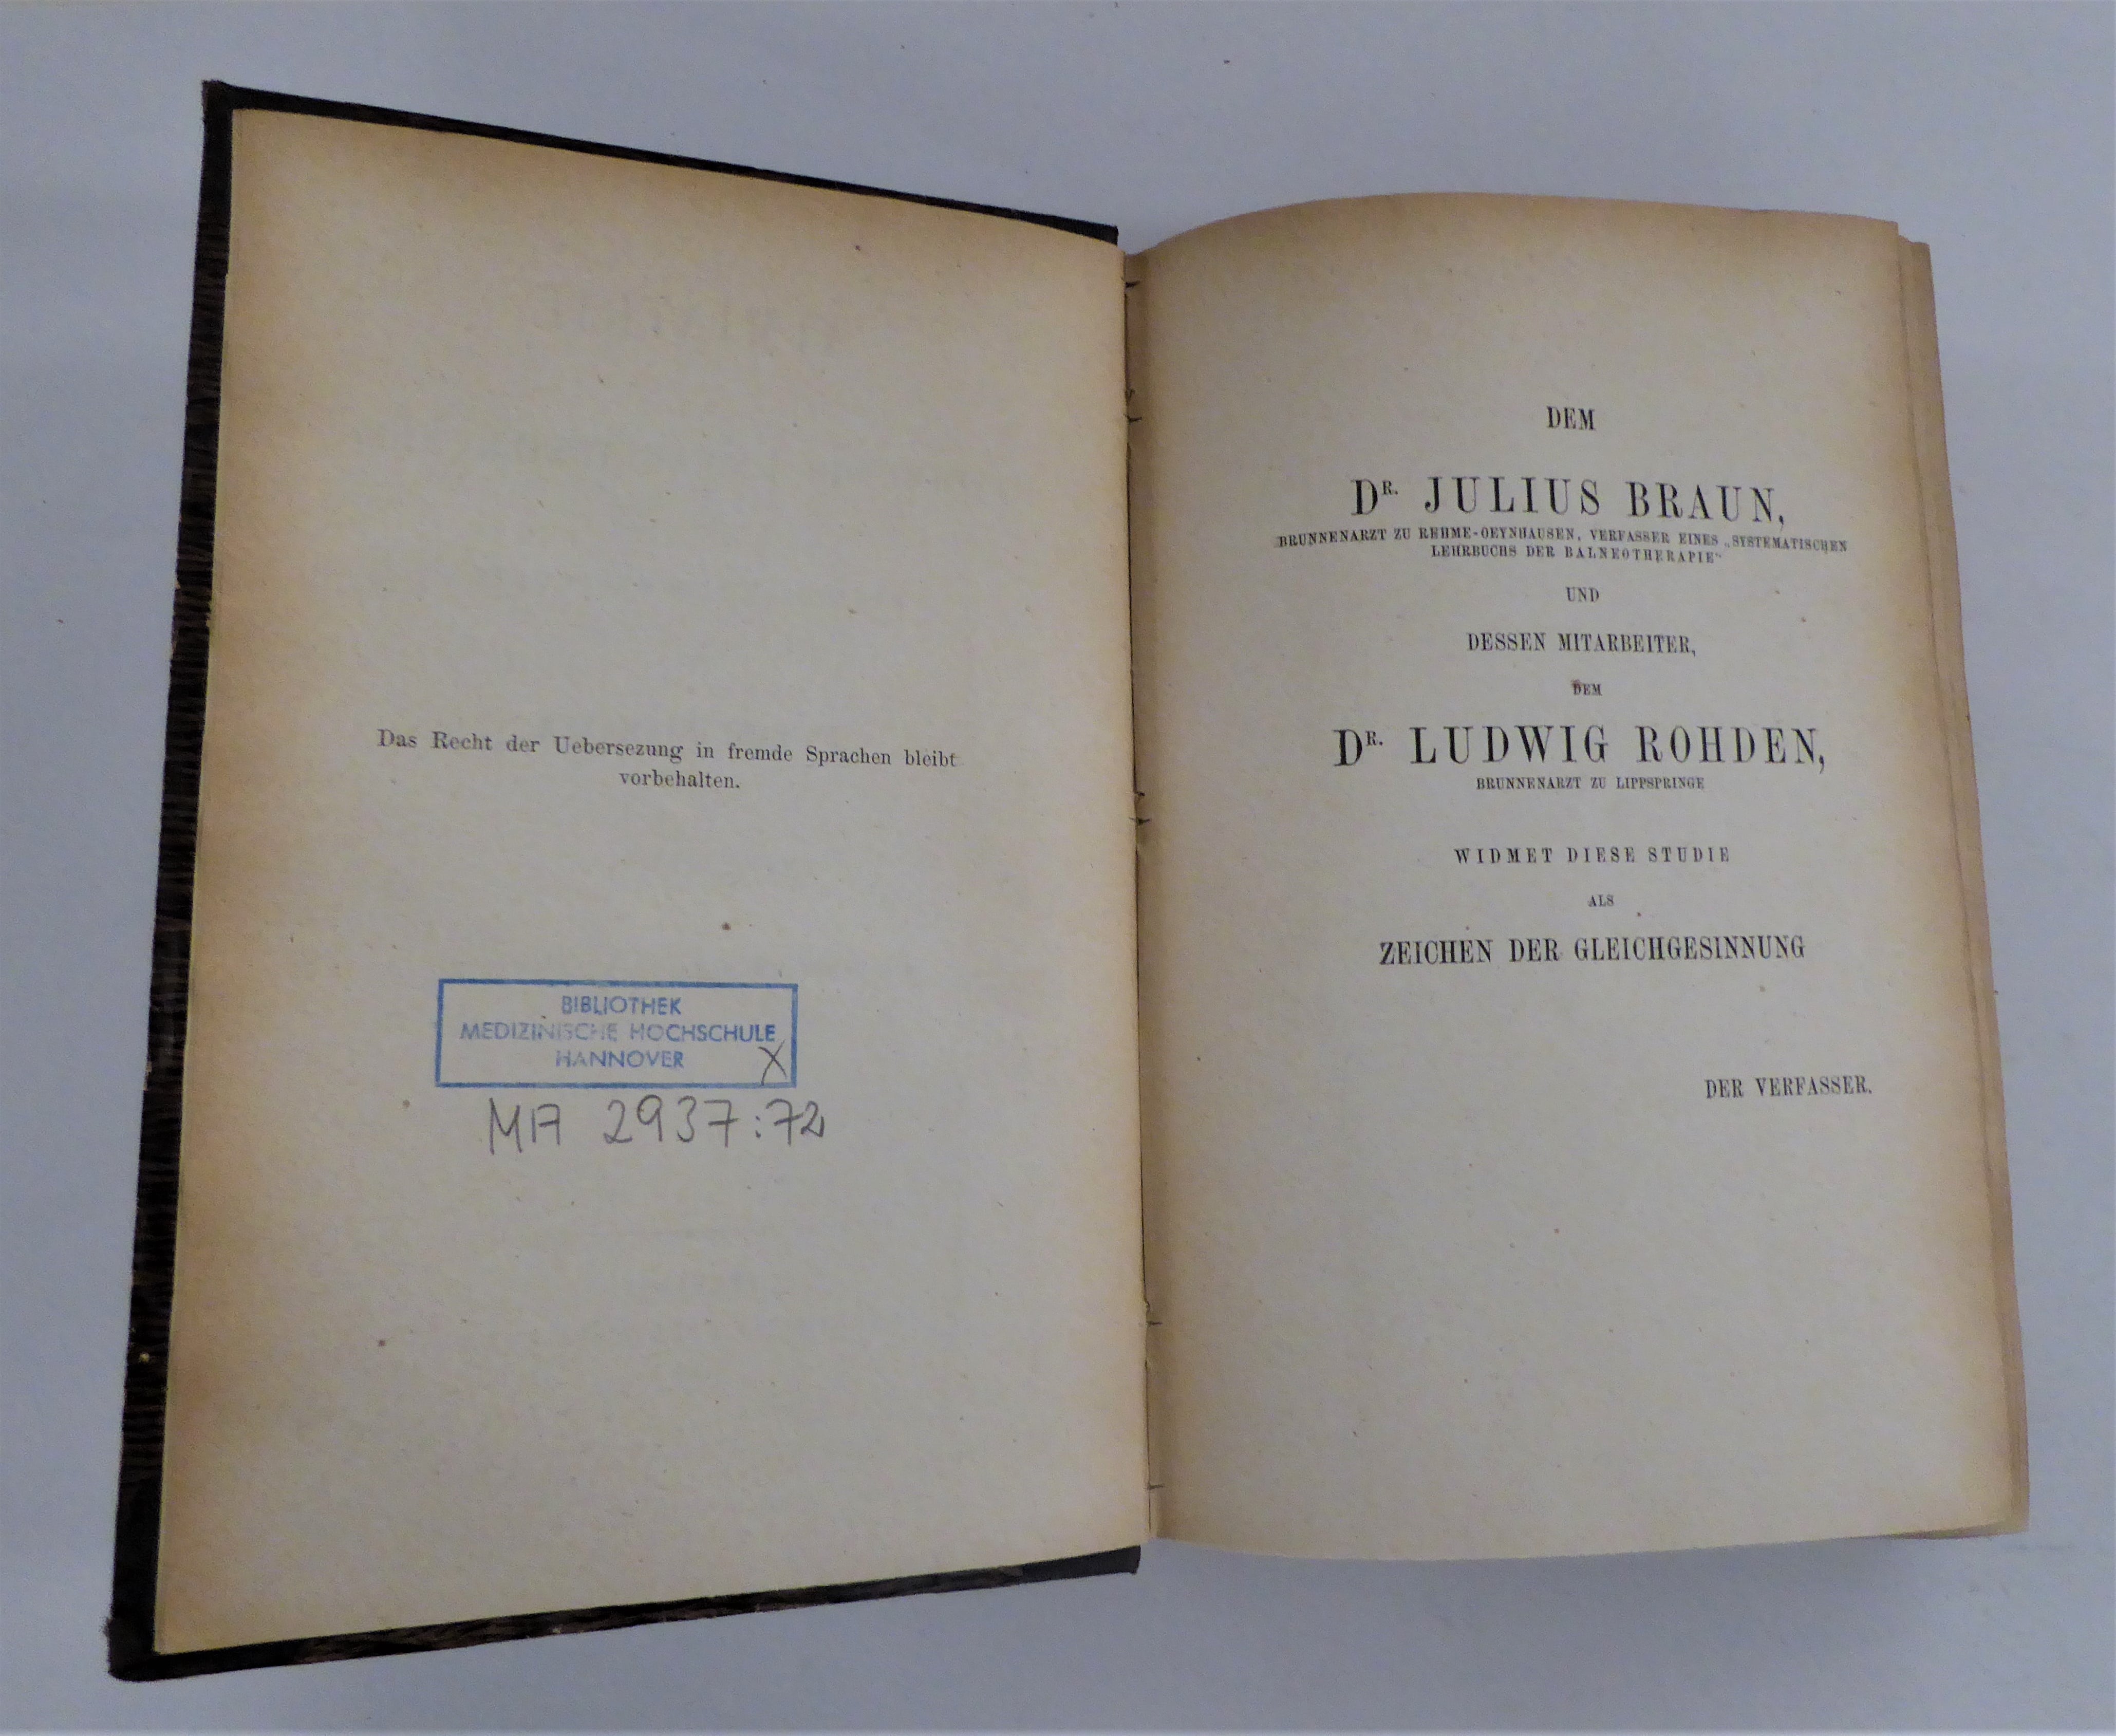 Das Recht der Uebersezung in fremde Sprachen bleibt
vorbehalten.
BIBLIOTHEK
MEDIZINISCHE HOCHSCHULE
HANNOVER
X
MA 2937:72
DEM
DR. JULIUS BRAUN,
BRUNNENARZT ZU REHME-OEYNHAUSEN, VERFASSER EINES „SYSTEMATISCHEN
LEHRBUCHS DER BALNEOTHERAPIE“
UND
DESSEN MITARBEITER,
DEM
DR. LUDWIG ROHDEN,
BRUNNENARZT ZU LIPPSPRINGE
WIDMET DIESE STUDIE
ALS
ZEICHEN DER GLEICHGESINNUNG
DER VERFASSER.